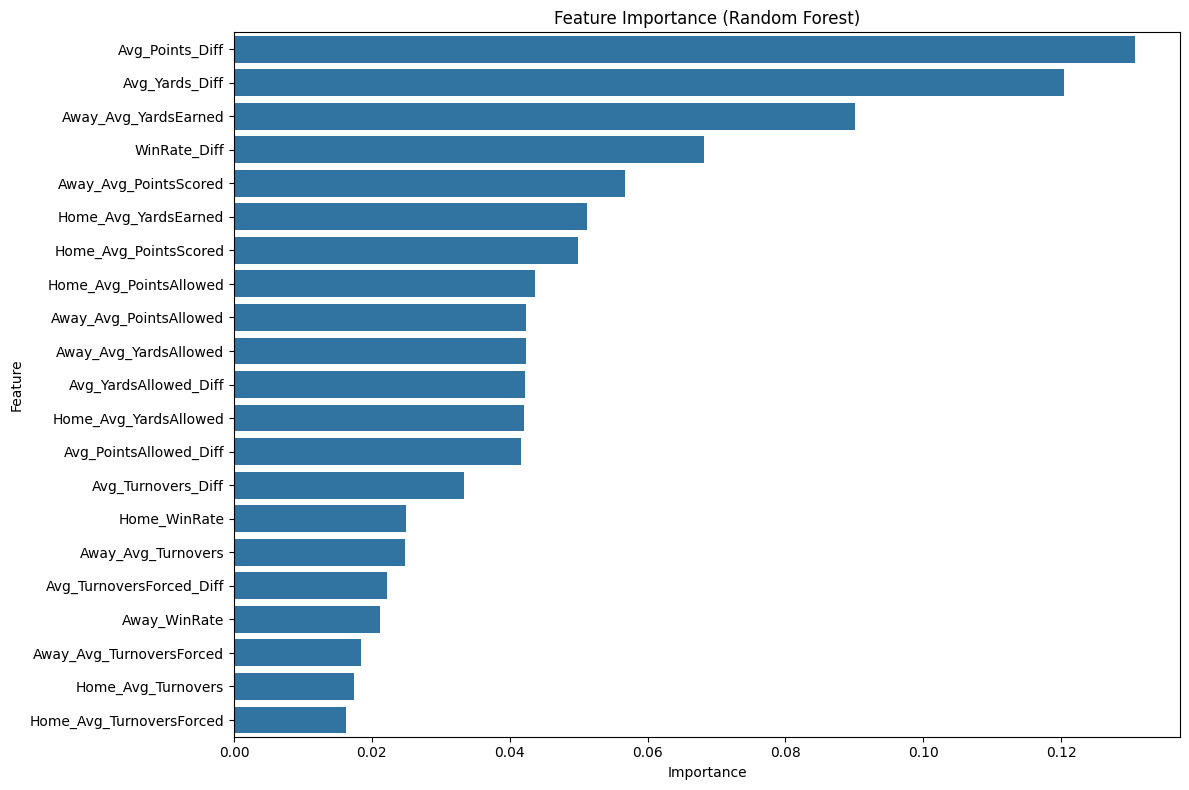 Feature Importance (Random Forest)
Feature
Avg_Points_Diff
Avg_Yards_Diff
Away_Avg_YardsEarned
WinRate_Diff
Away_Avg_PointsScored
Home_Avg_YardsEarned
Home_Avg_PointsScored
Home_Avg_PointsAllowed
Away_Avg_PointsAllowed
Away_Avg_YardsAllowed
Avg_YardsAllowed_Diff
Home_Avg_YardsAllowed
Avg_PointsAllowed_Diff
Avg_Turnovers_Diff
Home_WinRate
Away_Avg_Turnovers
Avg_TurnoversForced_Diff
Away_WinRate
Away_Avg_TurnoversForced
Home_Avg_Turnovers
Home_Avg_TurnoversForced
0.00 0.02 0.04 0.06 0.08 0.10 0.12
Importance